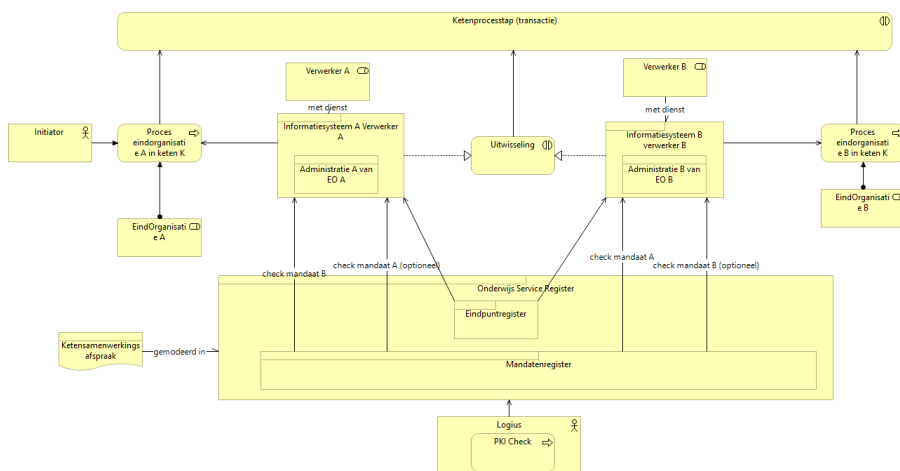 Ketenprocesstap (transactie)
Verwerker A
Verwerker B
met dienst
met dienst
Initiator
Proces
eindorganisati
e A in keten K
Informatiesysteem A Verwerker
A
Administratie A van
EO A
Uitwisseling
Informatiesysteem B
verwerker B
Administratie B van
EO B
Proces
eindorganisati
e B in keten K
EindOrganisati
e A
EindOrganisati
e B
check mandaat B
check mandaat A (optioneel)
check mandaat A
check mandaat B (optioneel)
Onderwijs Service Register
Eindpuntregister
Ketensamenwerkings
afspraak
gemodeerd in
Mandatenregister
Logius
PKI Check